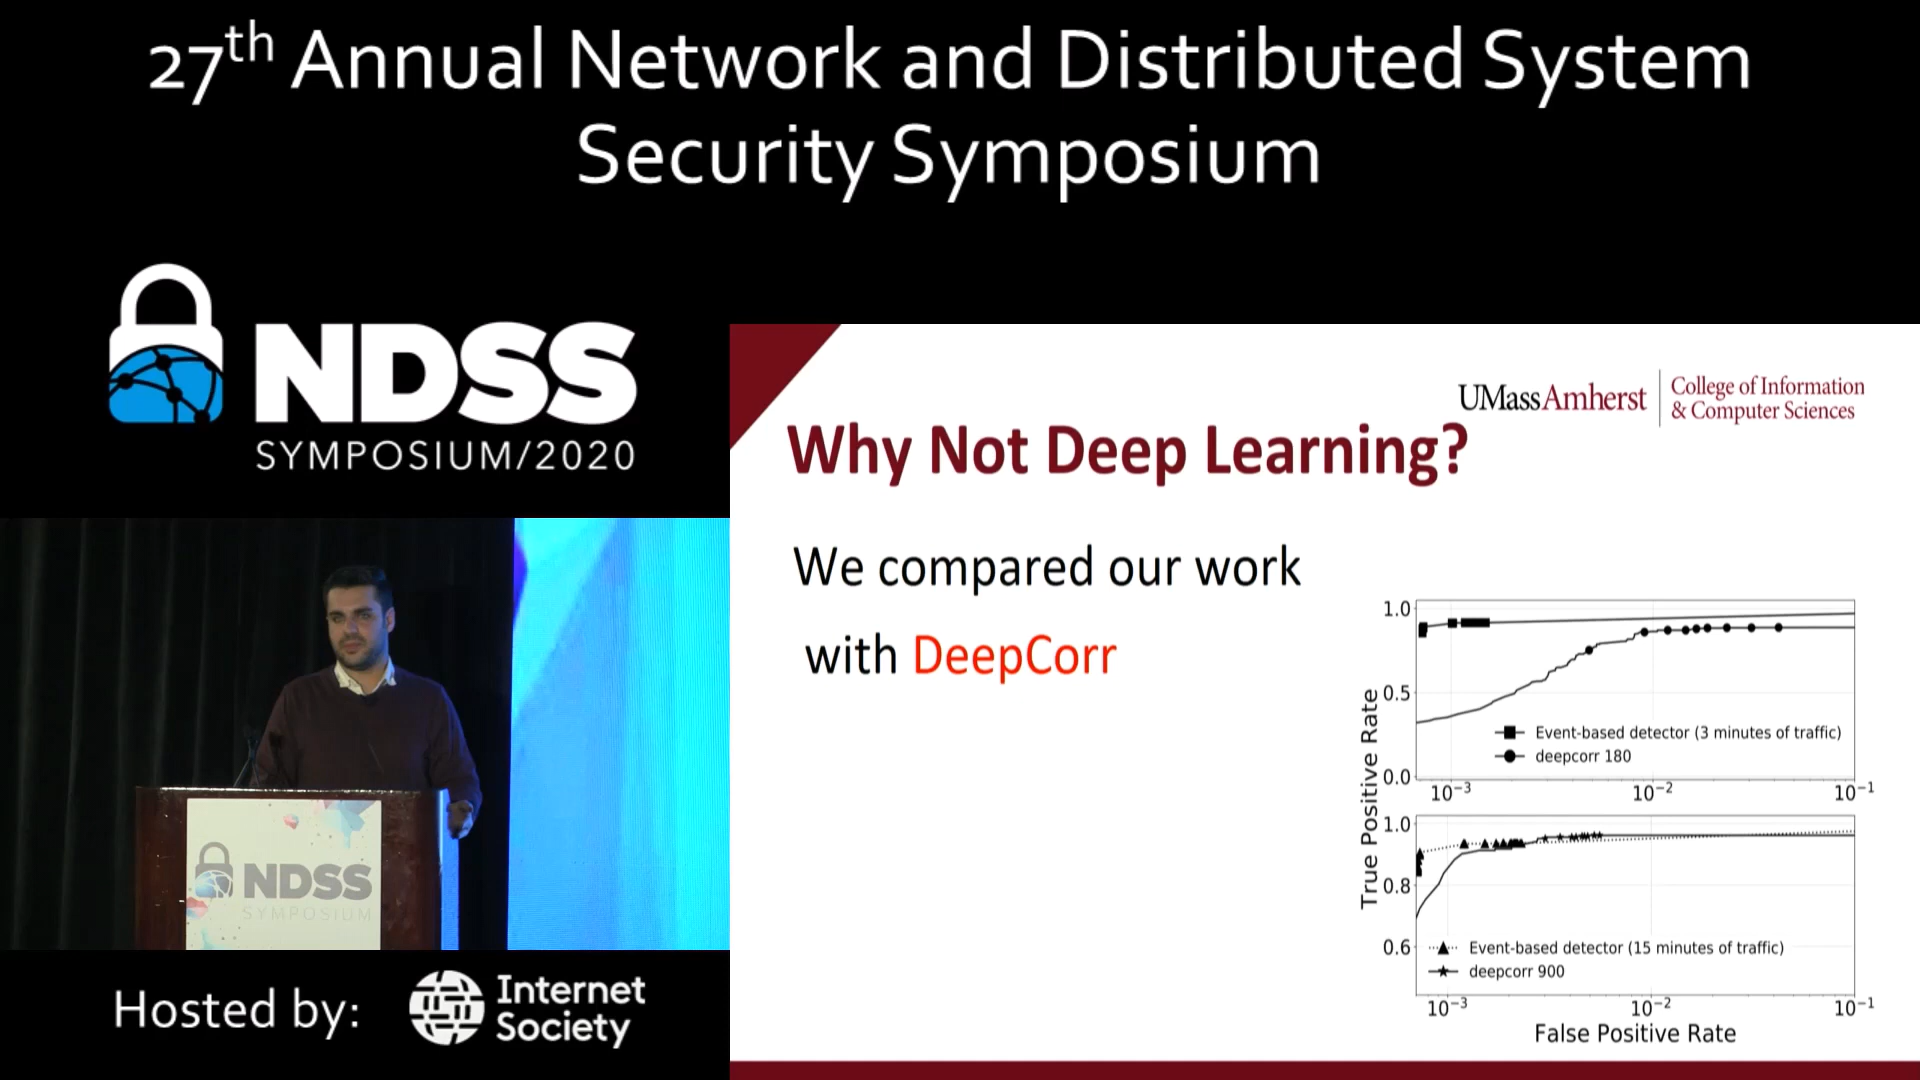 27th Annual Network and Distributed System
Security Symposium
NDSS
SYMPOSIUM/2020
UMassAmherst
College of Information
& Computer Sciences
Why Not Deep Learning?
We compared our work
with DeepCorr
True Positive Rate
1.0
0.5
0.0
Event-based detector (3 minutes of traffic)
deepcorr 180
10−3
10−2
10−1
1.0
0.8
0.6
Event-based detector (15 minutes of traffic)
deepcorr 900
10−3
10−2
10−1
False Positive Rate
NDSS
SYMPOSIUM
Hosted by:
Internet
Society